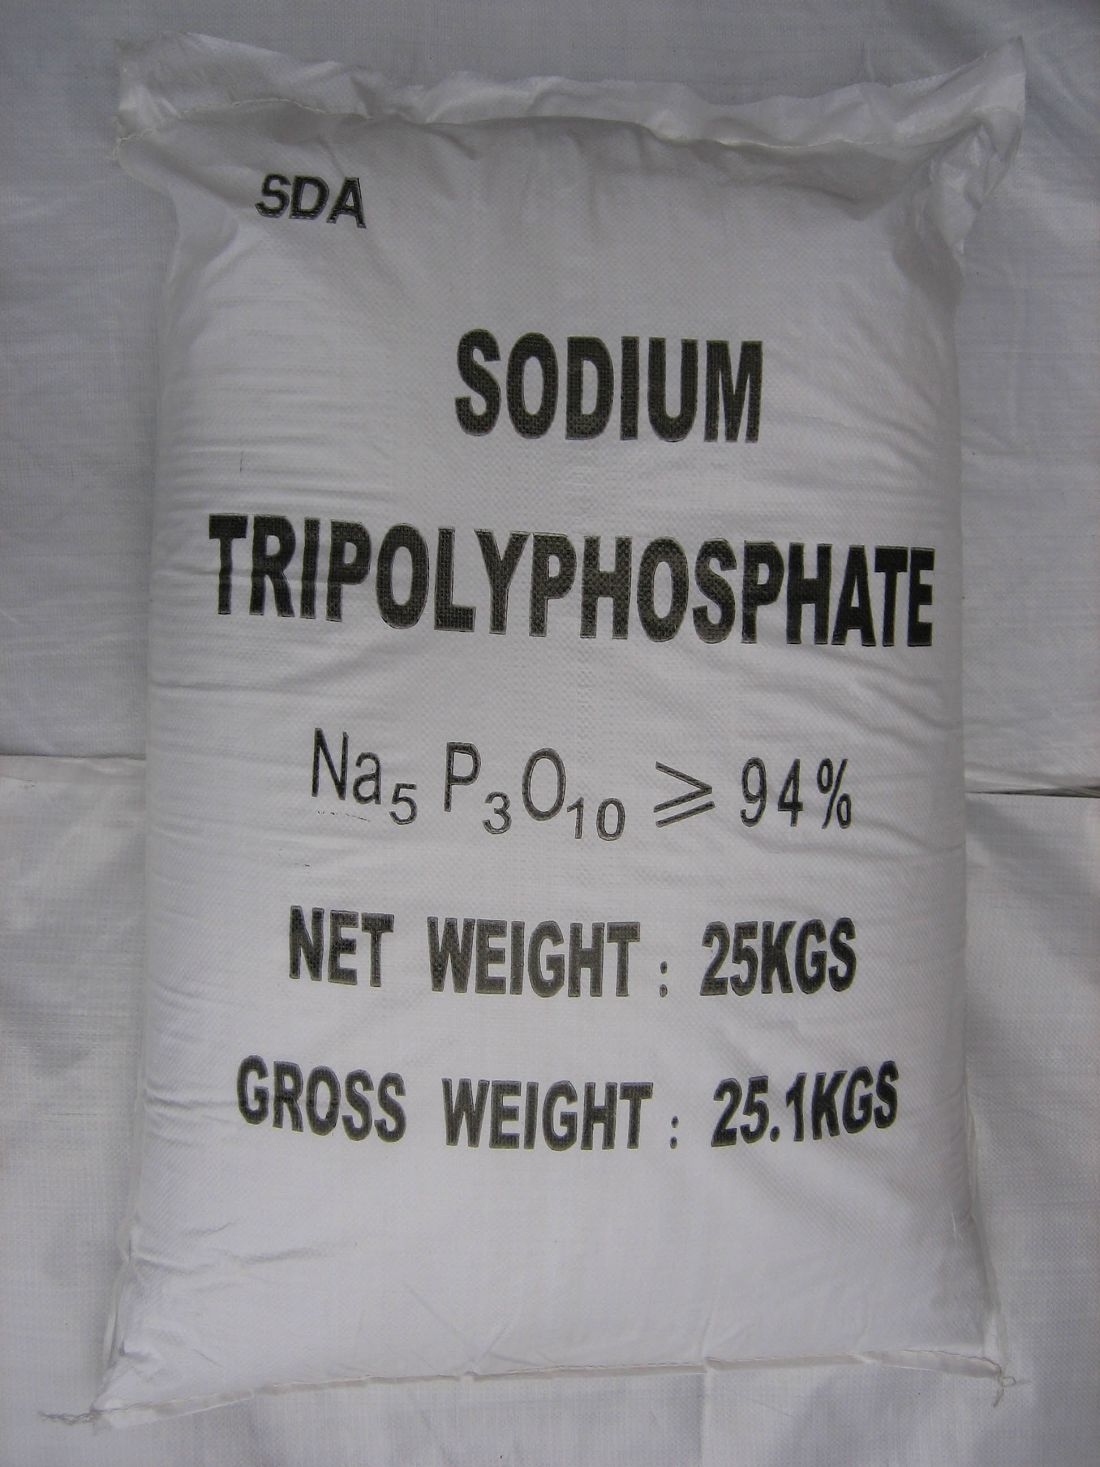 SDA
SODIUM
TRIPOLYPHOSPHATE
Na₅ P₃O₁₀ ⩾ 94%
NET WEIGHT : 25KGS
GROSS WEIGHT : 25.1KGS